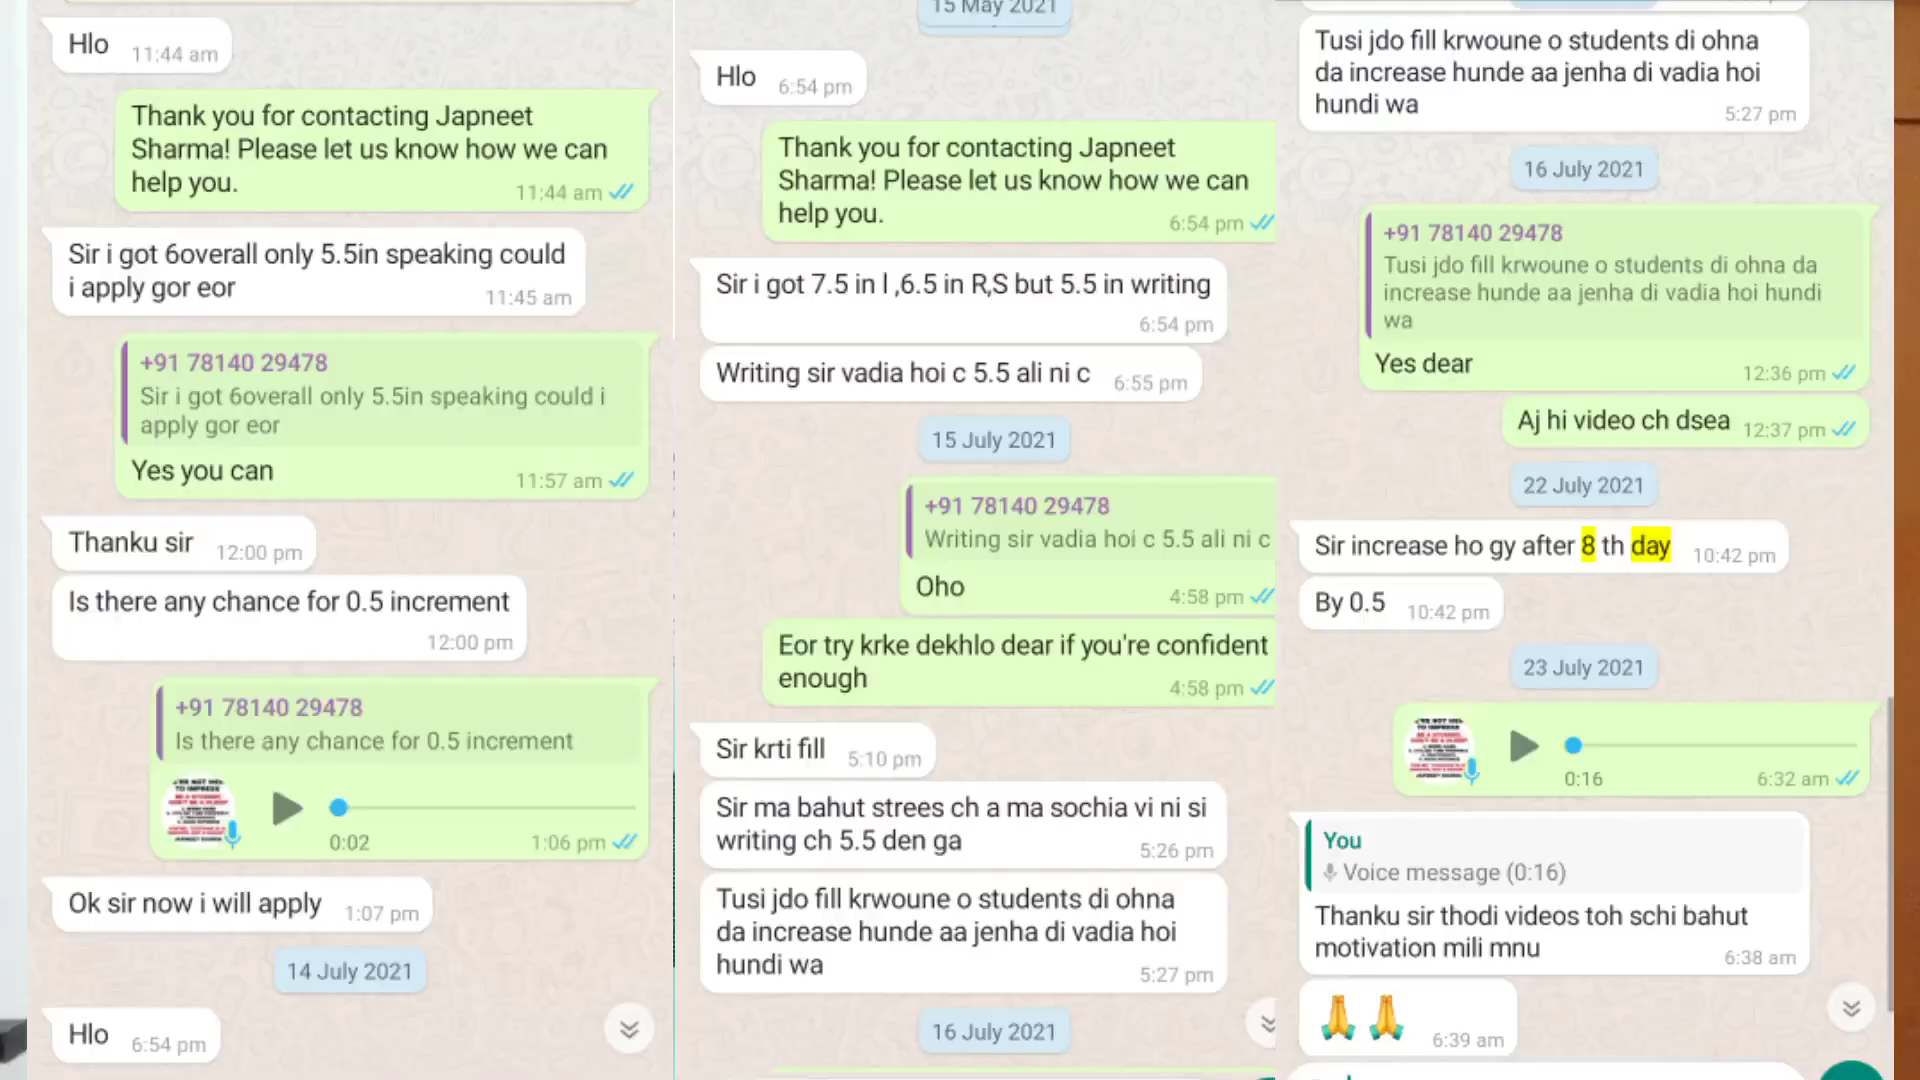 Hlo 11:44 am
Thank you for contacting Japneet
Sharma! Please let us know how we can
help you. 11:44 am
Sir i got 6overall only 5.5in speaking could
i apply gor eor 11:45 am
+91 78140 29478
Sir i got 6overall only 5.5in speaking could i
apply gor eor
Yes you can 11:57 am
Thanku sir 12:00 pm
Is there any chance for 0.5 increment
12:00 pm
+91 78140 29478
Is there any chance for 0.5 increment
0:02 1:06 pm
Ok sir now i will apply 1:07 pm
14 July 2021
Hlo 6:54 pm
15 May 2021
Hlo 6:54 pm
Thank you for contacting Japneet
Sharma! Please let us know how we can
help you. 6:54 pm
Sir i got 7.5 in l ,6.5 in R,S but 5.5 in writing
6:54 pm
Writing sir vadia hoi c 5.5 ali ni c 6:55 pm
15 July 2021
+91 78140 29478
Writing sir vadia hoi c 5.5 ali ni c
Oho 4:58 pm
Eor try krke dekhlo dear if you're confident
enough 4:58 pm
Sir krti fill 5:10 pm
Sir ma bahut strees ch a ma sochia vi ni si
writing ch 5.5 den ga 5:26 pm
Tusi jdo fill krwoune o students di ohna
da increase hunde aa jenha di vadia hoi
hundi wa 5:27 pm
16 July 2021
Tusi jdo fill krwoune o students di ohna
da increase hunde aa jenha di vadia hoi
hundi wa 5:27 pm
16 July 2021
+91 78140 29478
Tusi jdo fill krwoune o students di ohna da
increase hunde aa jenha di vadia hoi hundi
wa
Yes dear 12:36 pm
Aj hi video ch dsea 12:37 pm
22 July 2021
Sir increase ho gy after 8 th day 10:42 pm
By 0.5 10:42 pm
23 July 2021
0:16 6:32 am
You
Voice message (0:16)
Thanku sir thodi videos toh schi bahut
motivation mili mnu 6:38 am
6:39 am